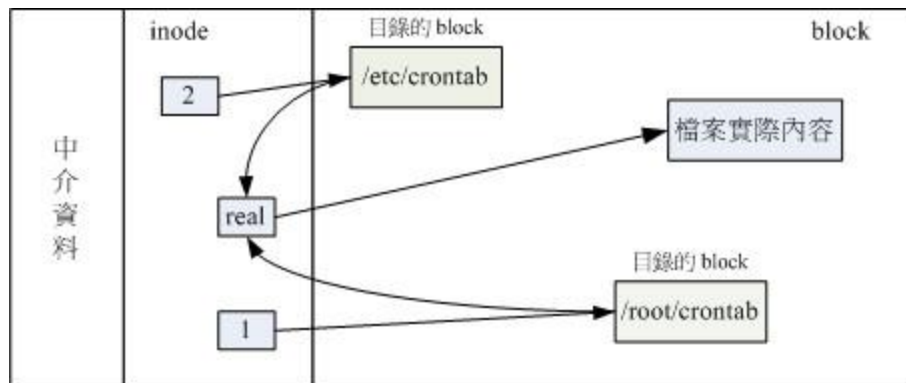 inode
目錄的 block
block
2
/etc/crontab
檔案實際內容
中介資料
real
目錄的 block
1
/root/crontab